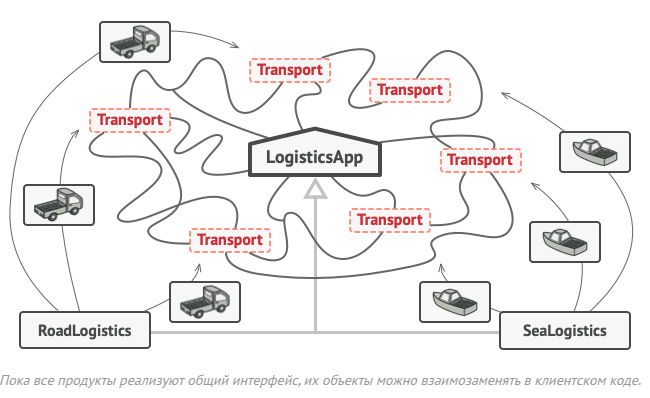 Transport
Transport
Transport
LogisticsApp
Transport
Transport
Transport
RoadLogistics
SeaLogistics
Пока все продукты реализуют общий интерфейс, их объекты можно взаимозаменять в клиентском коде.